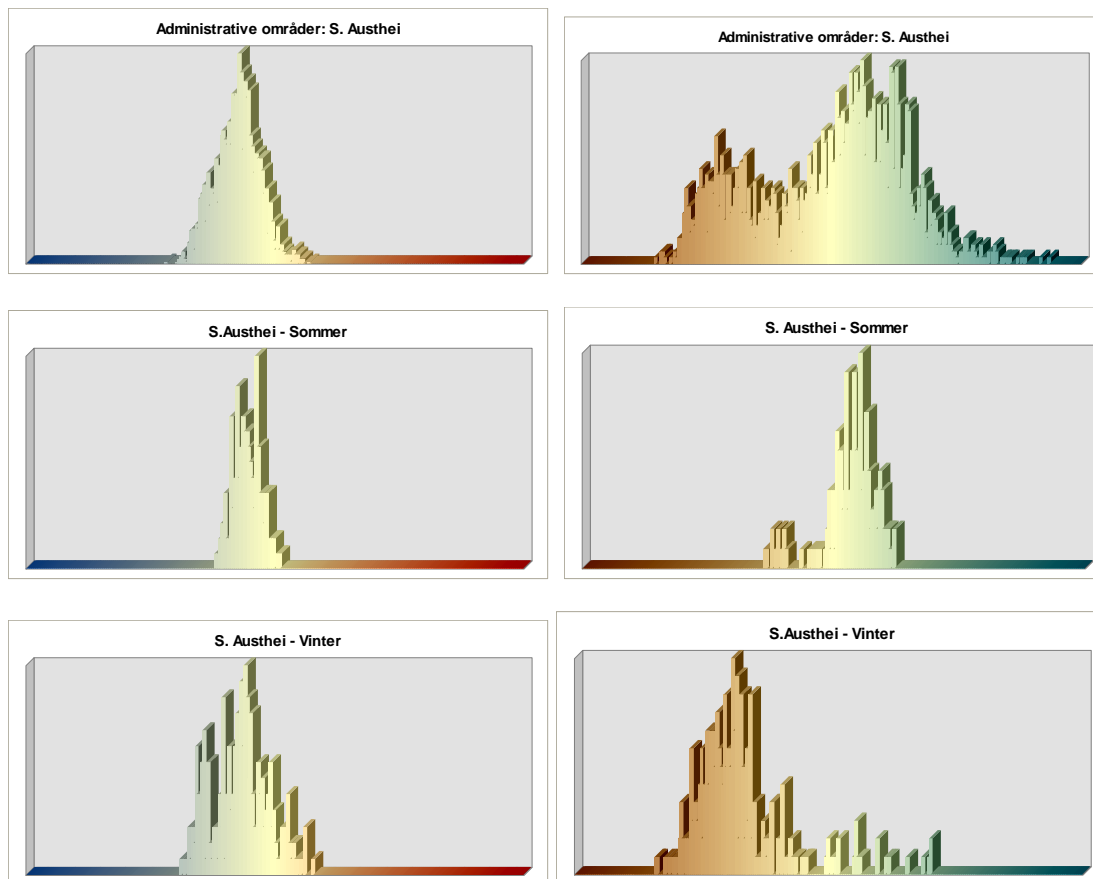 Administrative områder: S. Austhei
Administrative områder: S. Austhei
S.Austhei - Sommer
S. Austhei - Sommer
S. Austhei - Vinter
S.Austhei - Vinter